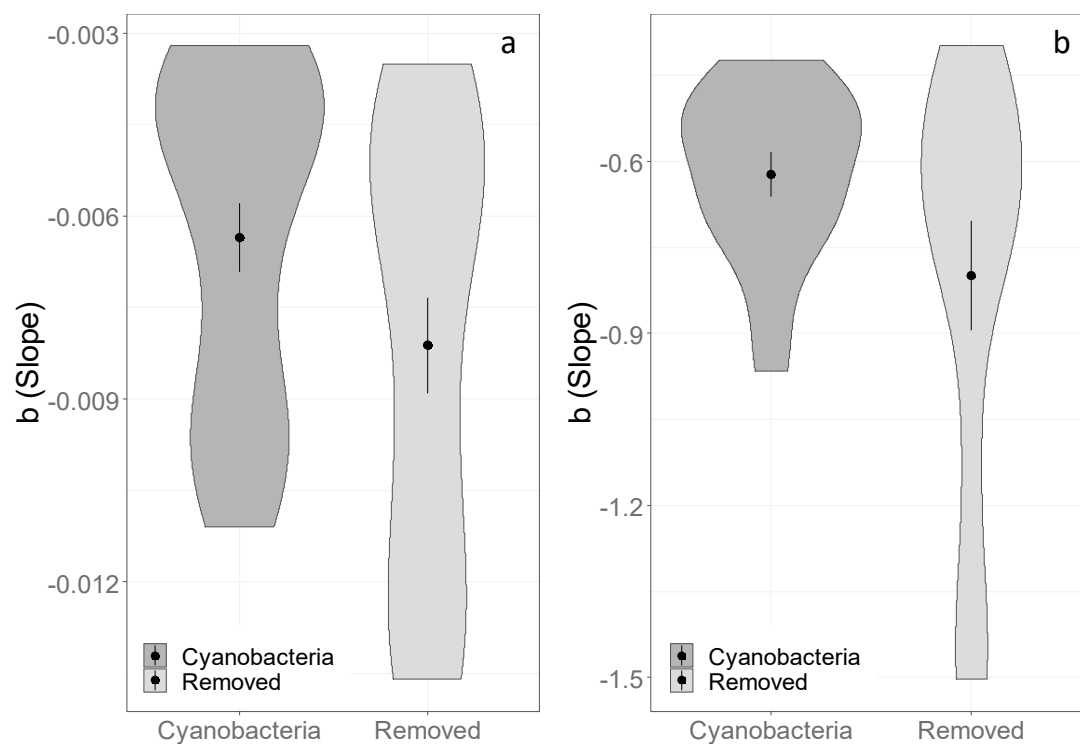 a
-0.003
-0.006
-0.009
-0.012
b (Slope)
Cyanobacteria
Removed
Cyanobacteria Removed
b
-0.6
-0.9
-1.2
-1.5
b (Slope)
Cyanobacteria
Removed
Cyanobacteria Removed